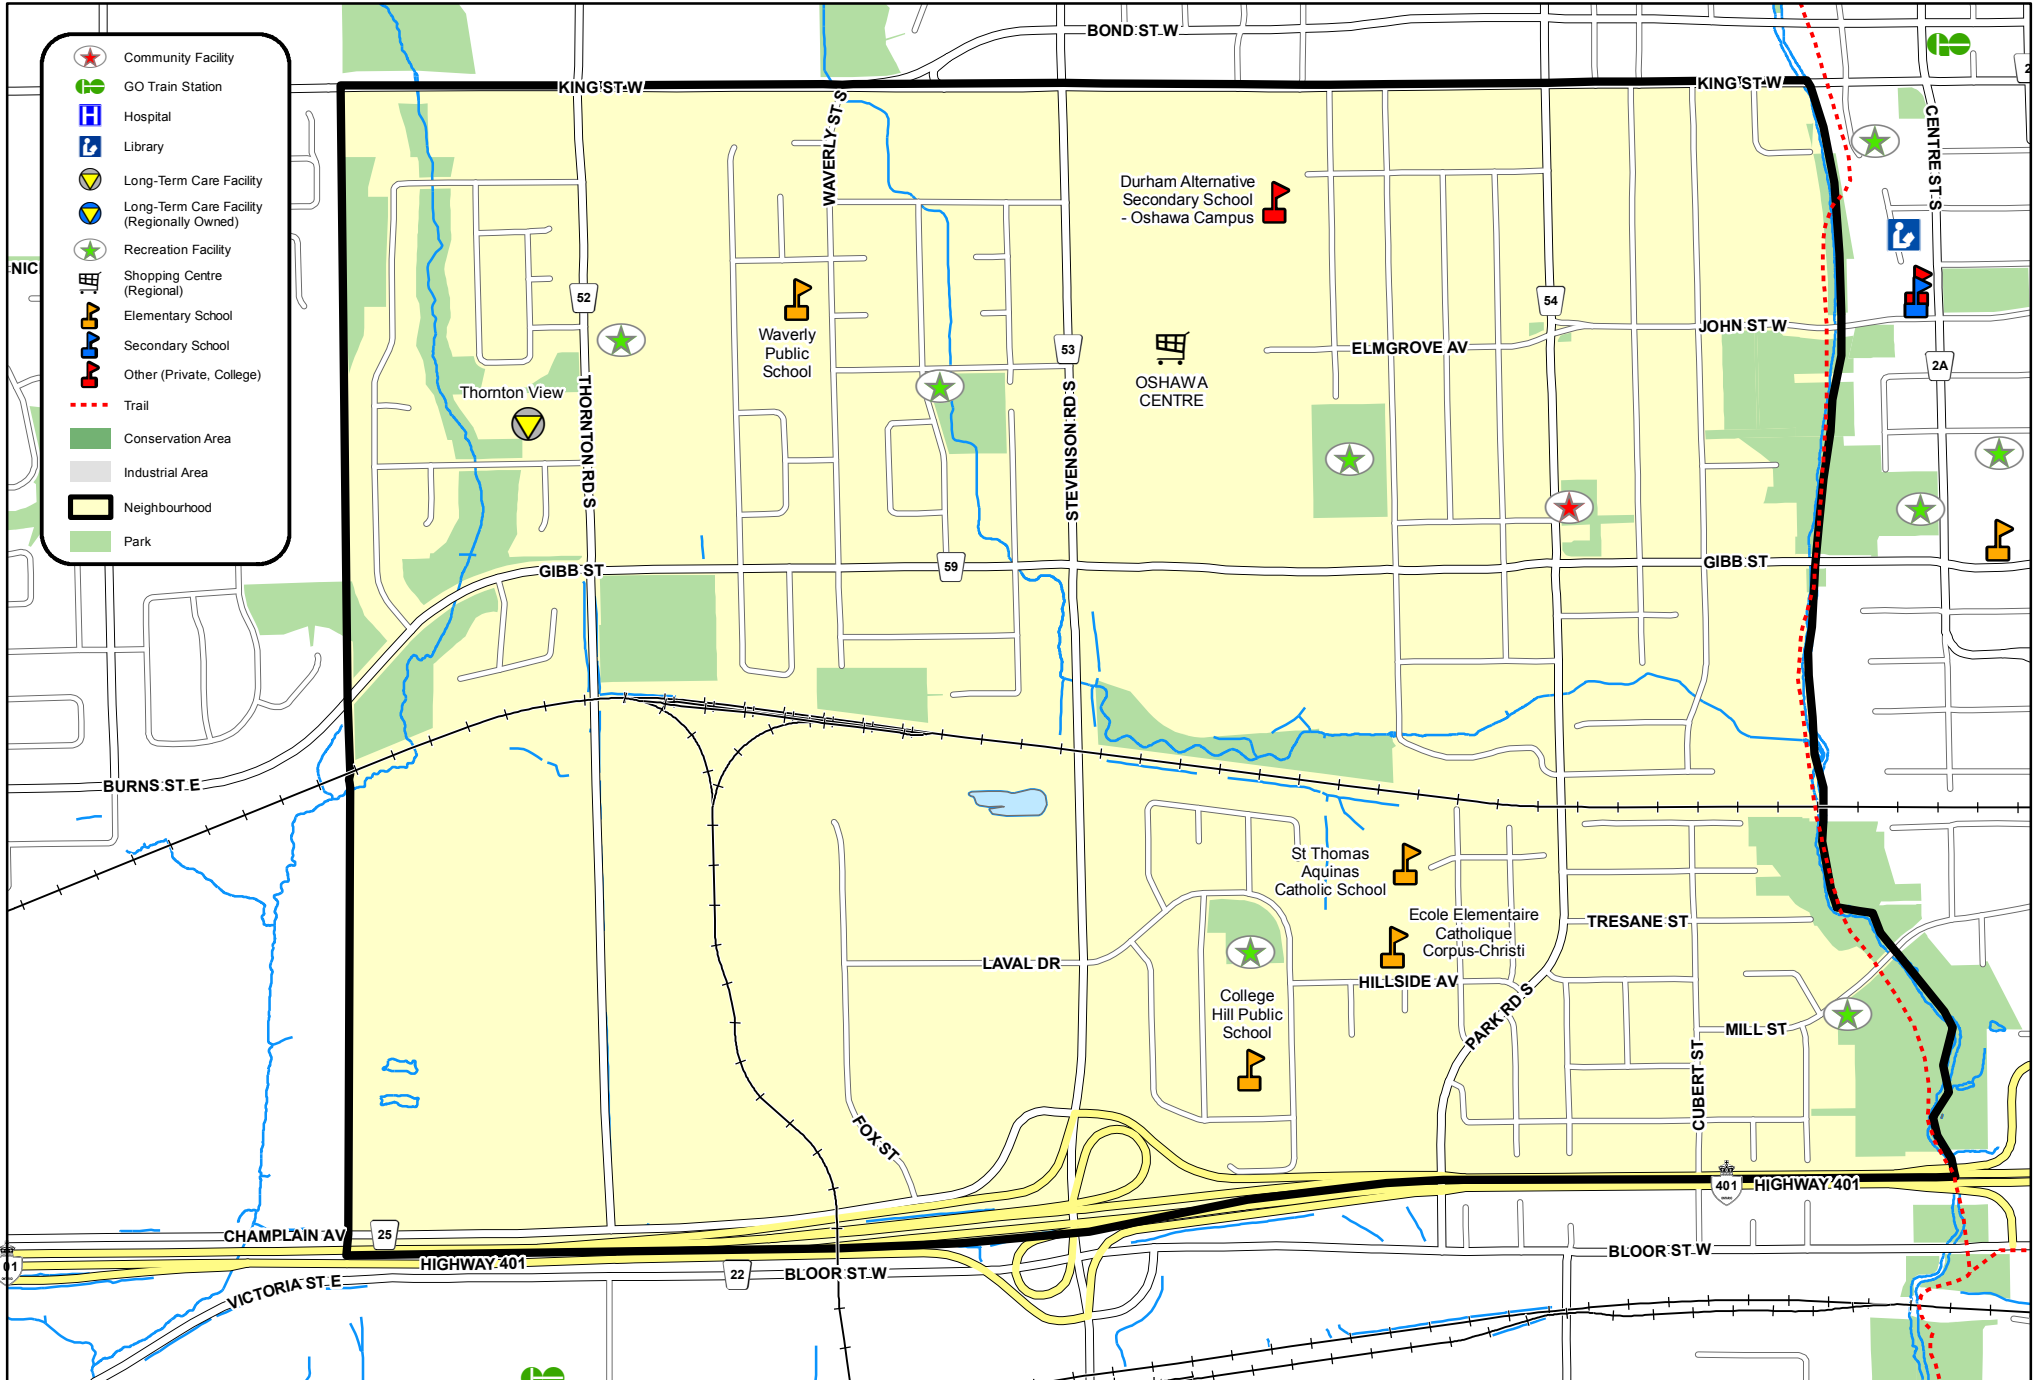 Community Facility
GO Train Station
Hospital
Library
Long-Term Care Facility
Long-Term Care Facility
(Regionally Owned)
Recreation Facility
Shopping Centre
(Regional)
Elementary School
Secondary School
Other (Private, College)
Trail
Conservation Area
Industrial Area
Neighbourhood
Park
BOND ST W
KING ST W
KING ST W
2
CENTRE ST S
WAVERLY ST S
Durham Alternative
Secondary School
- Oshawa Campus
NIC
52
54
Waverly
Public
School
53
OSHAWA
CENTRE
ELMGROVE AV
JOHN ST W
2A
Thornton View
THORNTON RD S
STEVENSON RD S
GIBB ST
59
GIBB ST
BURNS ST E
St Thomas
Aquinas
Catholic School
Ecole Elementaire
Catholique
Corpus-Christi
TRESANE ST
LAVAL DR
HILLSIDE AV
College
Hill Public
School
PARK RD S
MILL ST
CUBERT ST
FOX ST
401
HIGHWAY 401
CHAMPLAIN AV
25
01
HIGHWAY 401
22
BLOOR ST W
BLOOR ST W
VICTORIA ST E